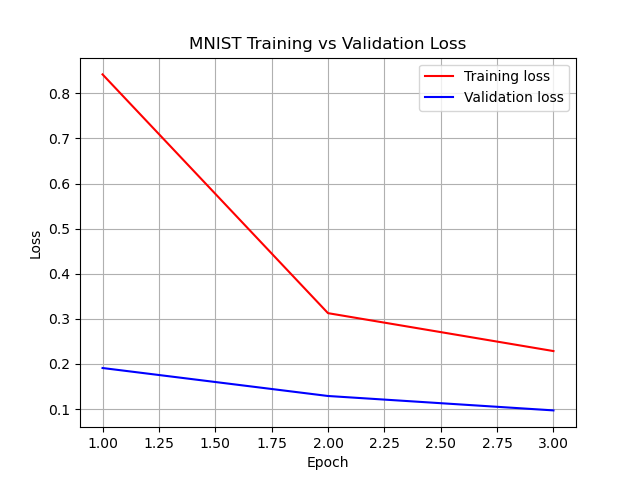 MNIST Training vs Validation Loss
Training loss
Validation loss
0.8
0.7
0.6
0.5
0.4
0.3
0.2
0.1
Loss
1.00 1.25 1.50 1.75 2.00 2.25 2.50 2.75 3.00
Epoch